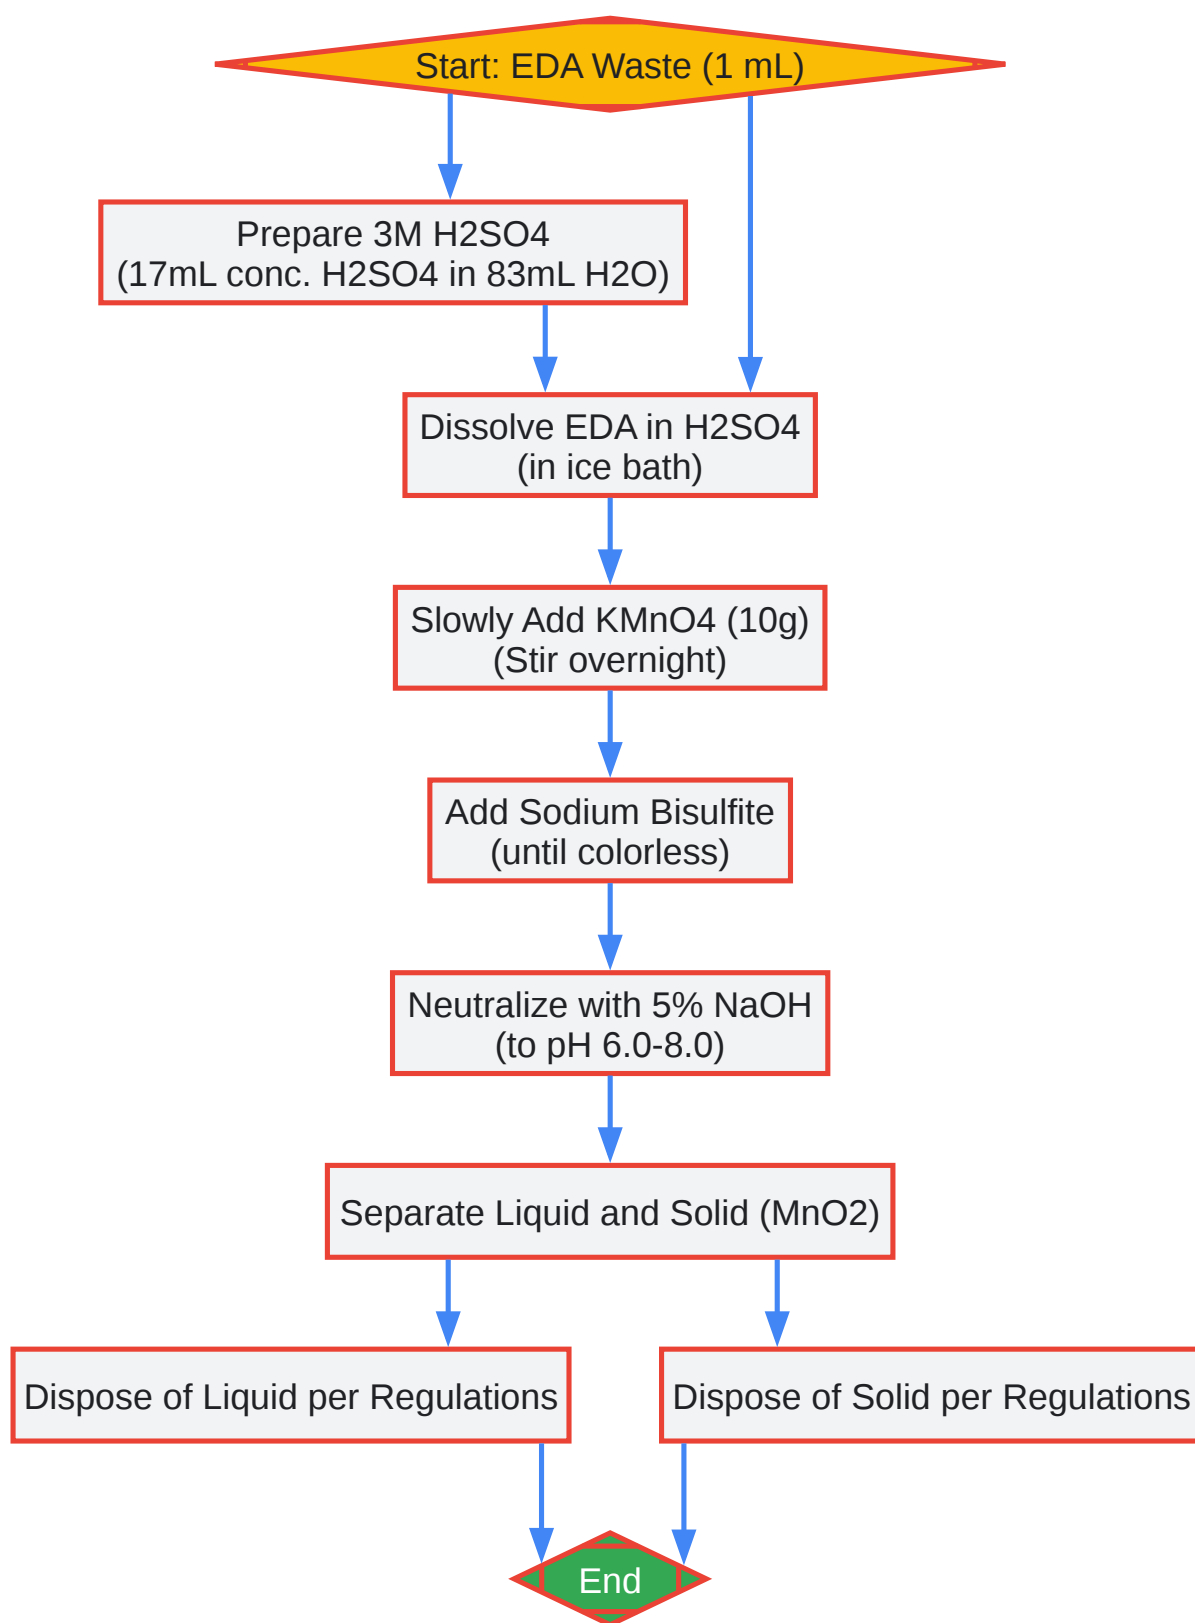 Start: EDA Waste (1 mL)
Prepare 3M H2SO4
(17mL conc. H2SO4 in 83mL H2O)
Dissolve EDA in H2SO4
(in ice bath)
Slowly Add KMnO4 (10g)
(Stir overnight)
Add Sodium Bisulfite
(until colorless)
Neutralize with 5% NaOH
(to pH 6.0-8.0)
Separate Liquid and Solid (MnO2)
Dispose of Liquid per Regulations
Dispose of Solid per Regulations
End